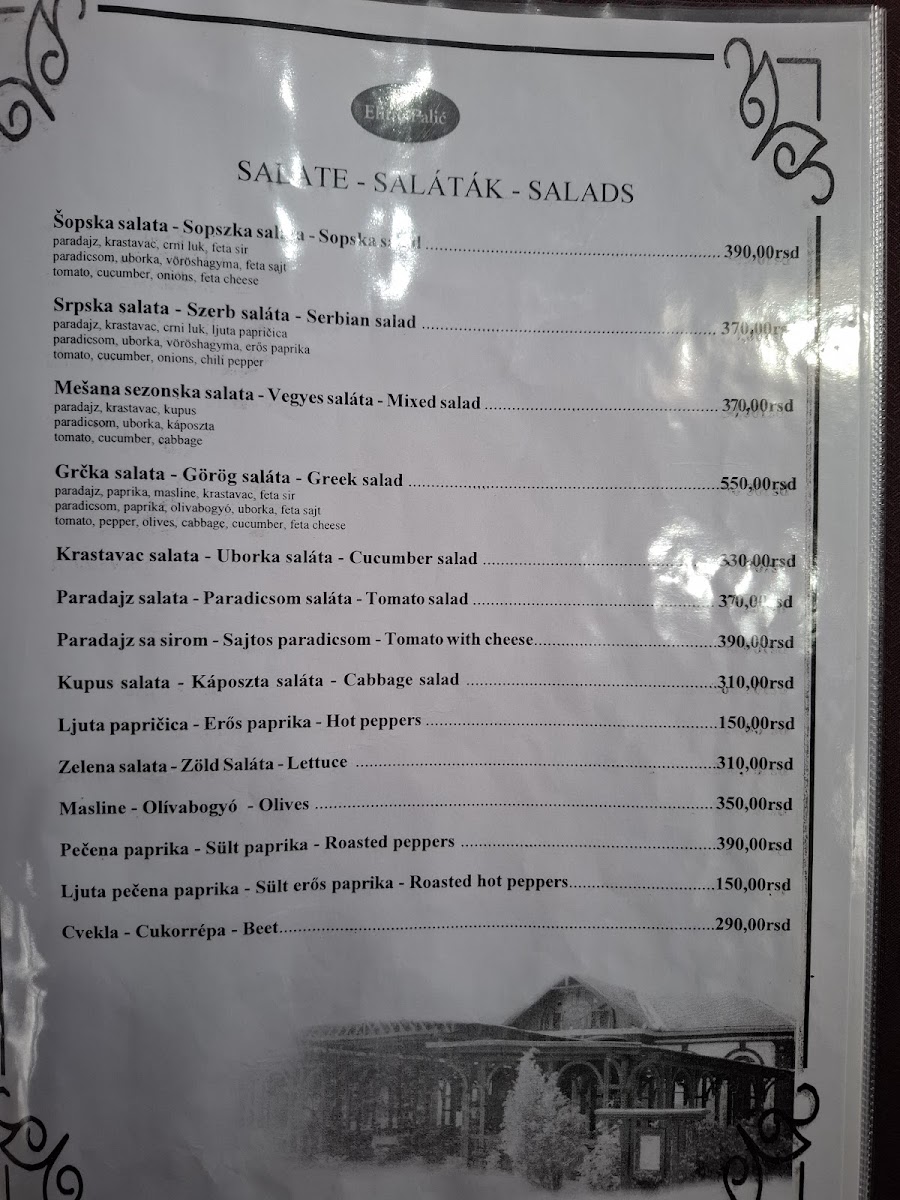 Palić
SALATE - SALÁTÁK - SALADS
Šopska salata - Sopszka - Sopska ........ 390,00rsd
paradajz, krastavac, crni luk, feta sir
paradicsom, uborka, vöröshagyma, feta sajt
tomato, cucumber, onions, feta cheese
Srpska salata - Szerb saláta - Serbian salad ........ 370,00rsd
paradajz, krastavac, crni luk, ljuta papričica
paradicsom, uborka, vöröshagyma, erős paprika
tomato, cucumber, onions, chili pepper
Mešana sezonska salata - Vegyes saláta - Mixed salad ........ 370,00rsd
paradajz, krastavac, kupus
paradicsom, uborka, káposzta
tomato, cucumber, cabbage
Grčka salata - Görög saláta - Greek salad ........ 550,00rsd
paradajz, paprika, masline, krastavac, feta sir
paradicsom, paprika, olivabogyó, uborka, feta sajt
tomato, pepper, olives, cabbage, cucumber, feta cheese
Krastavac salata - Uborka saláta - Cucumber salad ........ 330,00rsd
Paradajz salata - Paradicsom saláta - Tomato salad ........ 370,00rsd
Paradajz sa sirom - Sajtos paradicsom - Tomato with cheese........ 390,00rsd
Kupus salata - Káposzta saláta - Cabbage salad ........ 310,00rsd
Ljuta papričica - Erős paprika - Hot peppers ........ 150,00rsd
Zelena salata - Zöld Saláta - Lettuce ........ 310,00rsd
Masline - Olívabogyó - Olives ........ 350,00rsd
Pečena paprika - Sült paprika - Roasted peppers ........ 390,00rsd
Ljuta pečena paprika - Sült erős paprika - Roasted hot peppers........ 150,00rsd
Cvekla - Cukorrépa - Beet........ 290,00rsd